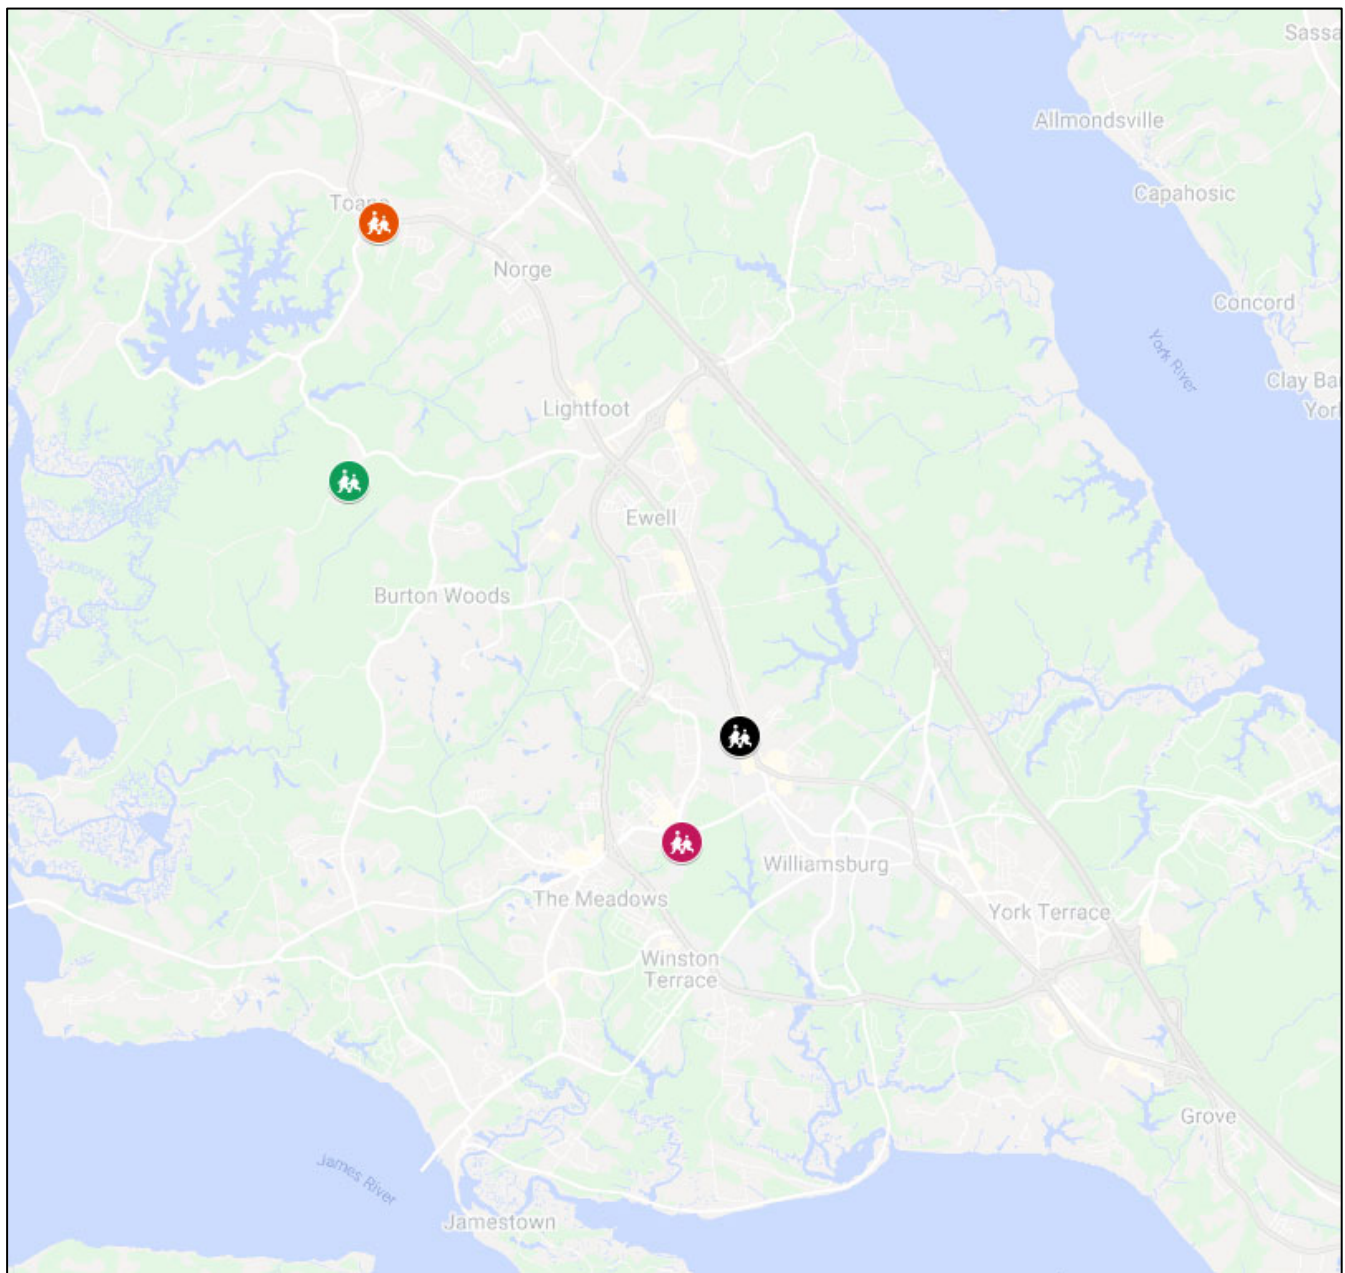 Sassa
Allmondsville
Capahosic
Toano
Norge
Concord
York River
Clay Ba
Yor
Lightfoot
Ewell
Burton Woods
Williamsburg
The Meadows
York Terrace
Winston
Terrace
Grove
James River
Jamestown